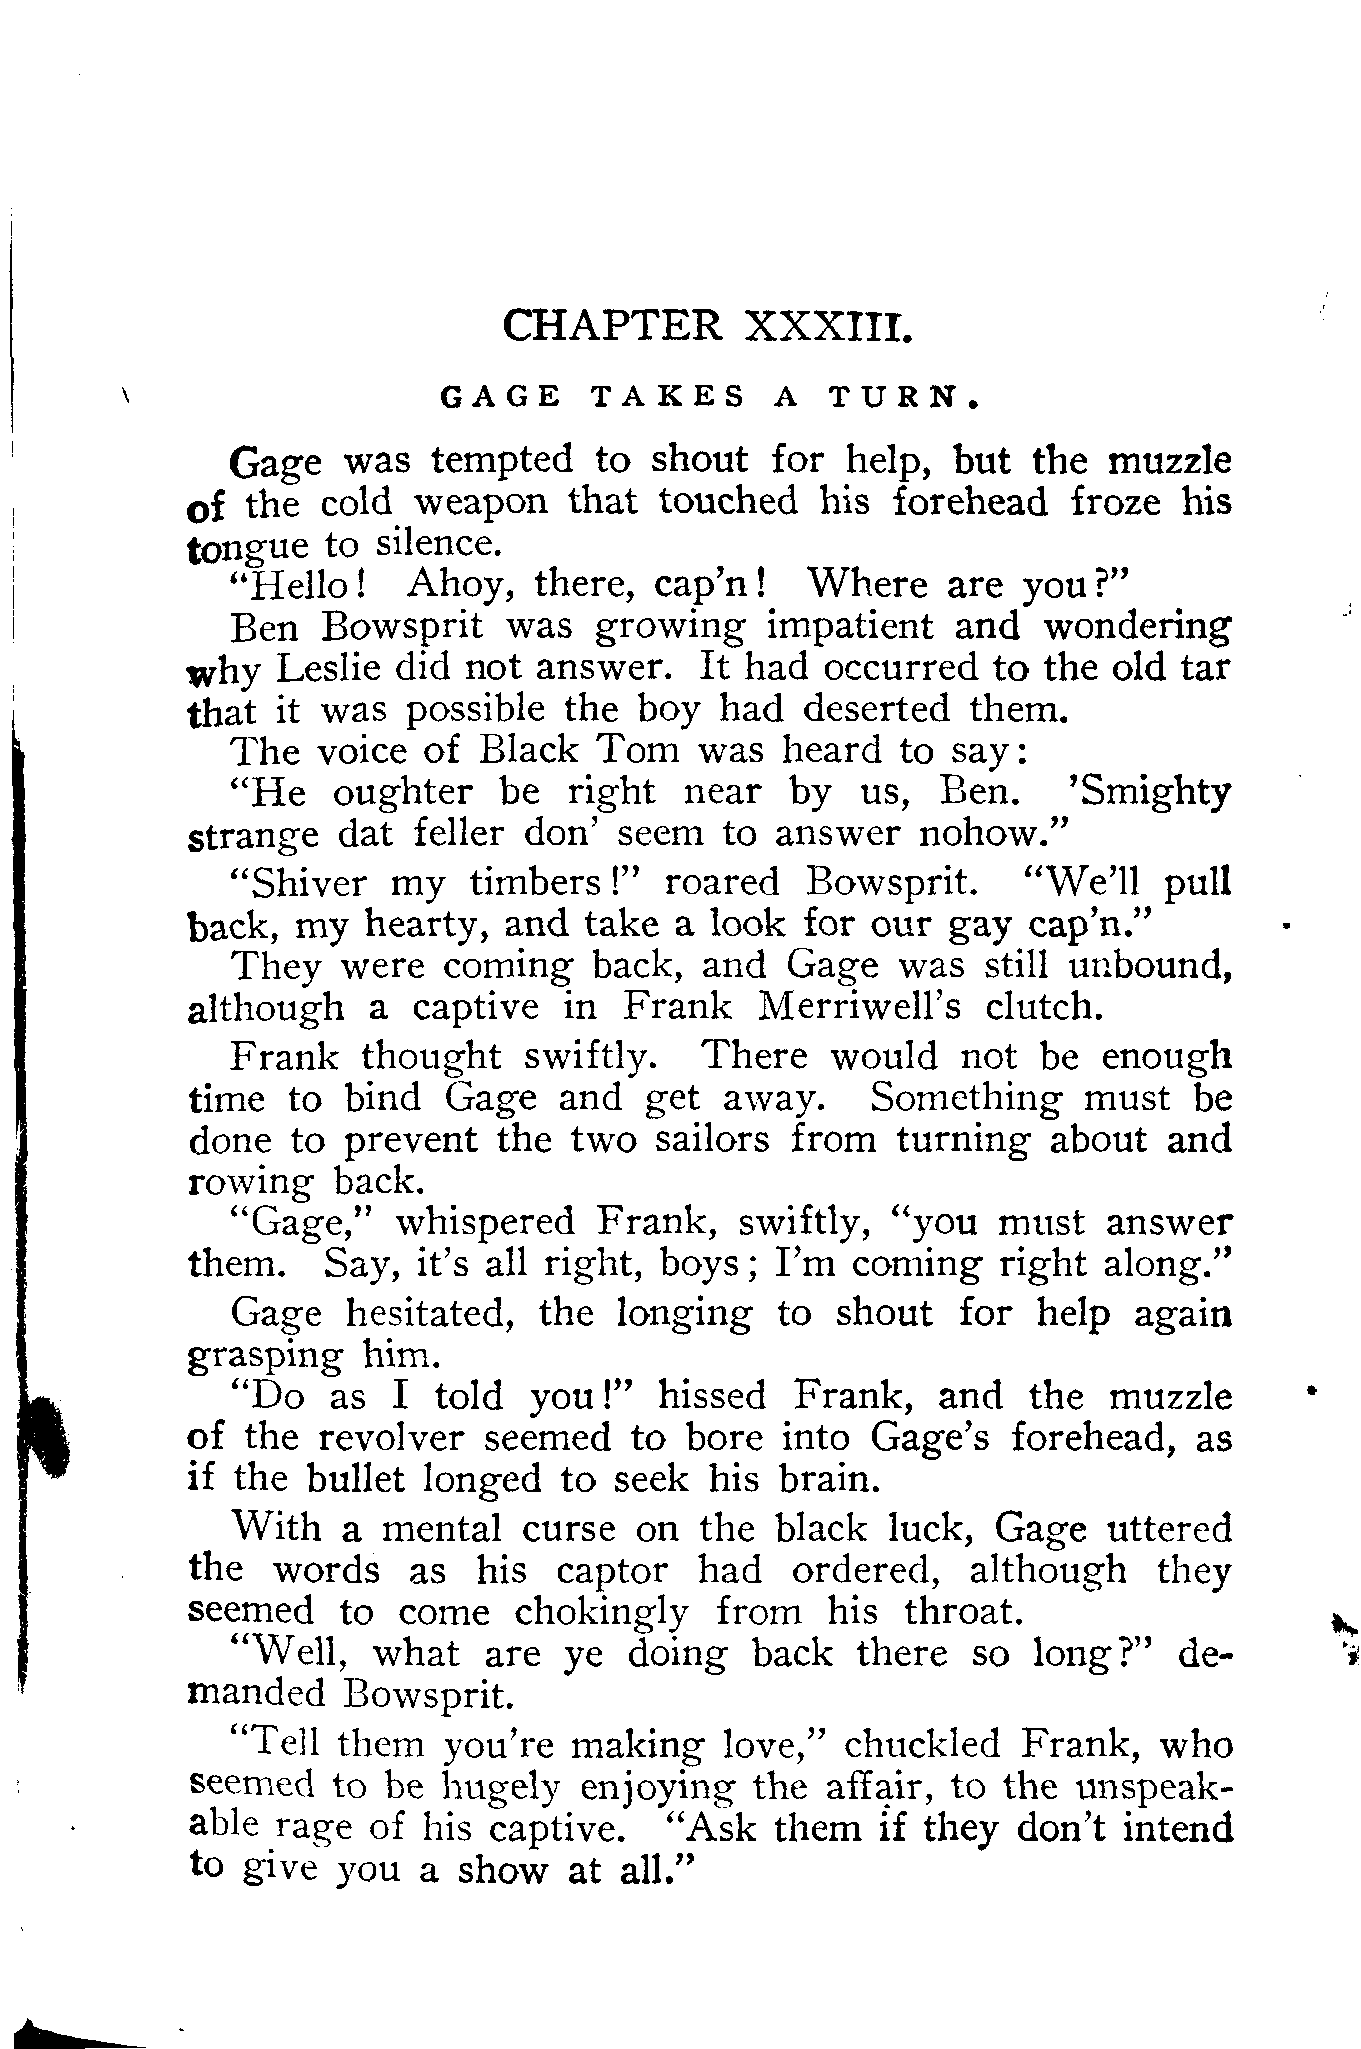 CHAPTER XXXIII.
GAGE TAKES A TURN.
Gage was tempted to shout for help, but the muzzle
of the cold weapon that touched his forehead froze his
tongue to silence.
“Hello! Ahoy, there, cap’n! Where are you?”
Ben Bowsprit was growing impatient and wondering
why Leslie did not answer. It had occurred to the old tar
that it was possible the boy had deserted them.
The voice of Black Tom was heard to say:
“He oughter be right near by us, Ben. ’Smighty
strange dat feller don’ seem to answer nohow.”
“Shiver my timbers!” roared Bowsprit. “We’ll pull
back, my hearty, and take a look for our gay cap’n.”
They were coming back, and Gage was still unbound,
although a captive in Frank Merriwell’s clutch.
Frank thought swiftly. There would not be enough
time to bind Gage and get away. Something must be
done to prevent the two sailors from turning about and
rowing back.
“Gage,” whispered Frank, swiftly, “you must answer
them. Say, it’s all right, boys; I’m coming right along.”
Gage hesitated, the longing to shout for help again
grasping him.
“Do as I told you!” hissed Frank, and the muzzle
of the revolver seemed to bore into Gage’s forehead, as
if the bullet longed to seek his brain.
With a mental curse on the black luck, Gage uttered
the words as his captor had ordered, although they
seemed to come chokingly from his throat.
“Well, what are ye doing back there so long?” de-
manded Bowsprit.
“Tell them you’re making love,” chuckled Frank, who
seemed to be hugely enjoying the affair, to the unspeak-
able rage of his captive. “Ask them if they don’t intend
to give you a show at all.”